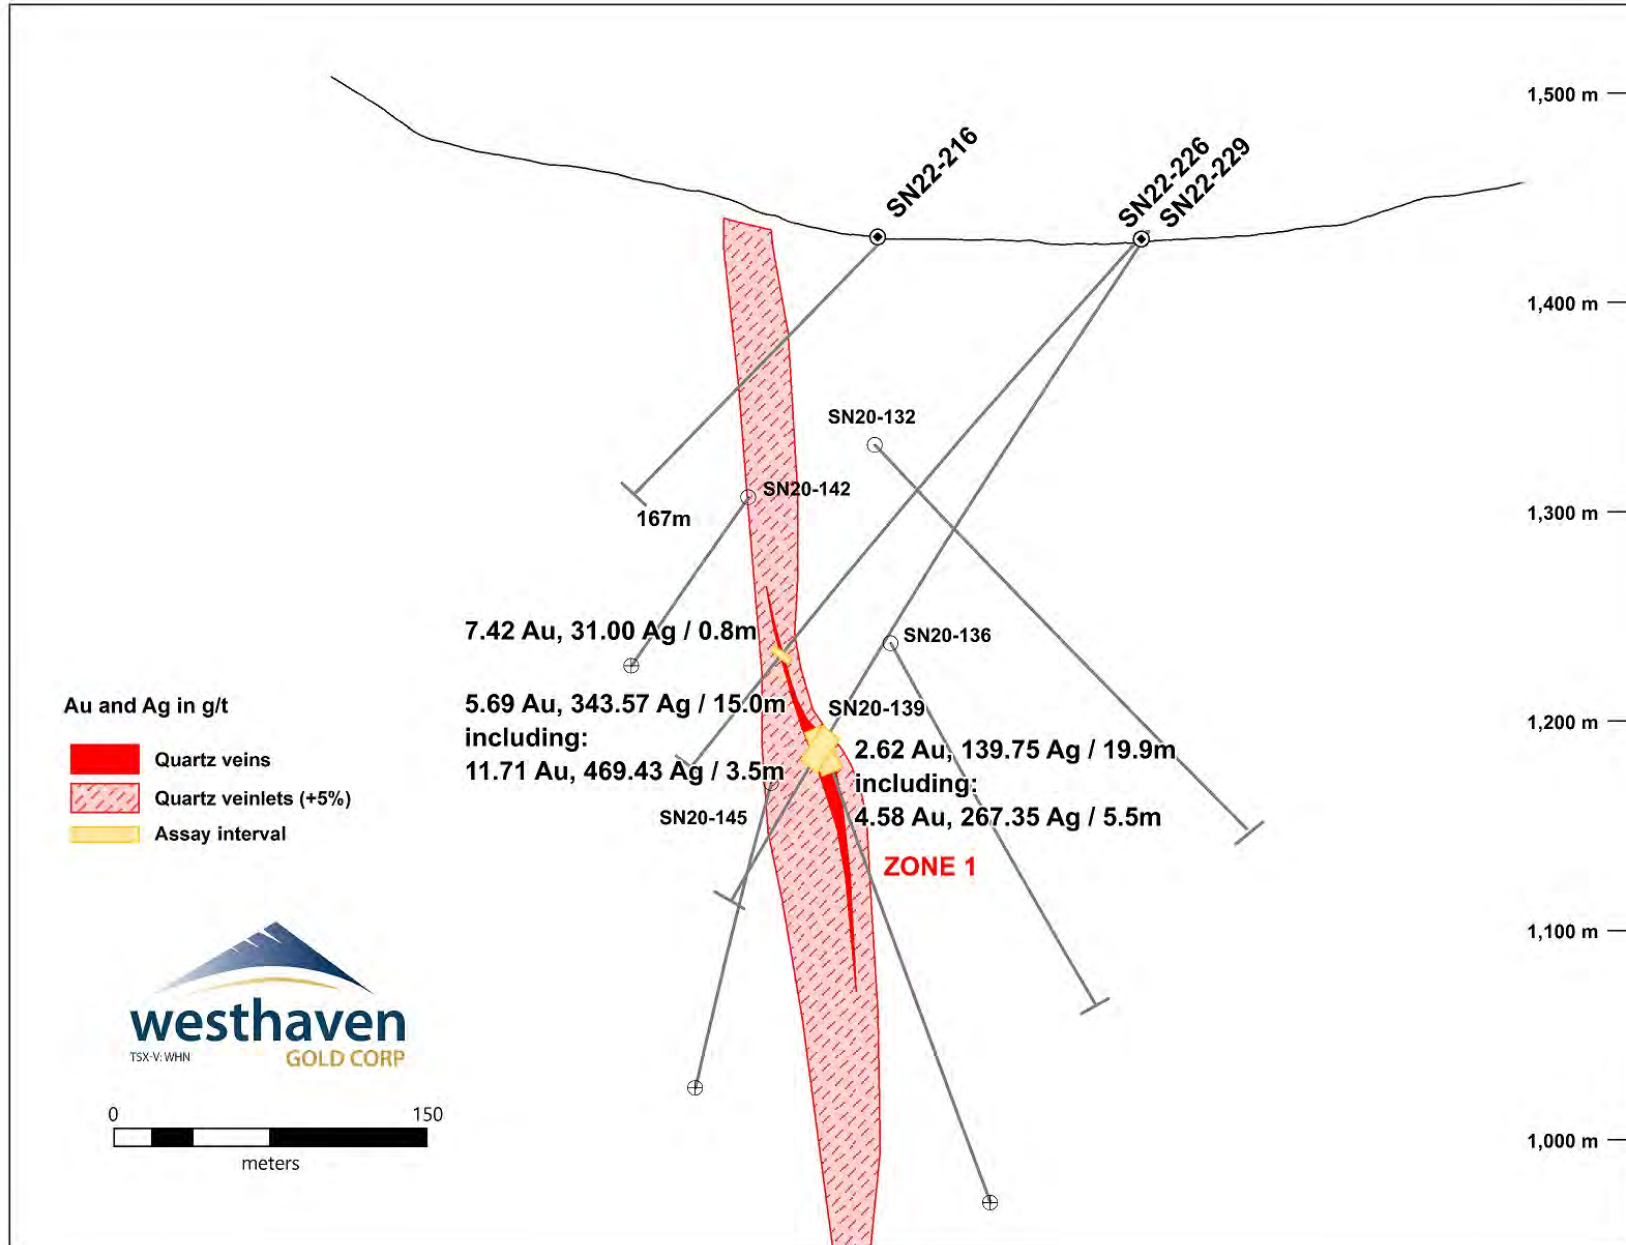 1,500 m
SN22-216
SN22-226
SN22-229
1,400 m
SN20-132
SN20-142
1,300 m
167m
7.42 Au, 31.00 Ag / 0.8m
SN20-136
Au and Ag in g/t
5.69 Au, 343.57 Ag / 15.0m
including:
11.71 Au, 469.43 Ag / 3.5m
SN20-139
1,200 m
2.62 Au, 139.75 Ag / 19.9m
including:
4.58 Au, 267.35 Ag / 5.5m
Quartz veins
Quartz veinlets (+5%)
Assay interval
SN20-145
ZONE 1
1,100 m
westhaven
TSX-V: WHN
GOLD CORP
0 150
meters
1,000 m